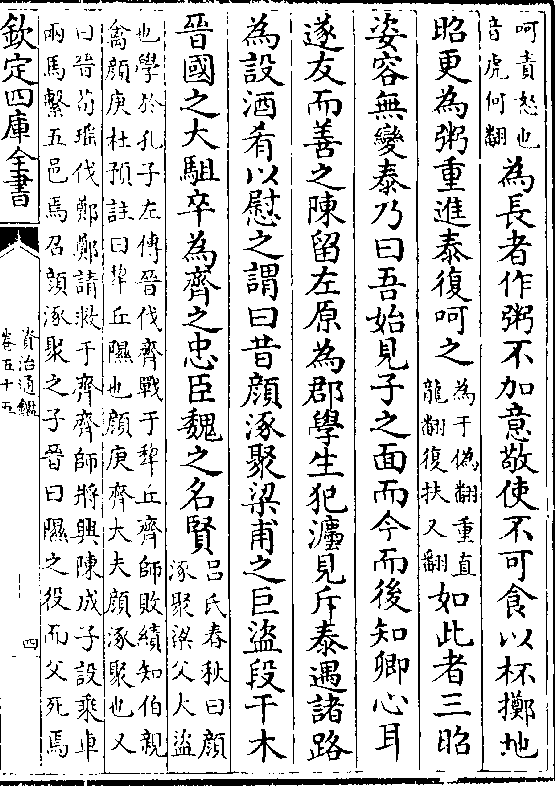 呵責怒也
音虎何翻
為長者作粥不加意敬使不可食以杯擲地
昭更為粥重進泰復呵之
為于偽翻重直
龍翻復扶又翻
如此者三昭
姿容無變泰乃曰吾始見子之面而今而後知卿心耳
遂友而善之陳留左原為郡學生犯灋見斥泰遇諸路
為設酒肴以慰之謂曰昔顔涿聚梁甫之巨盜段干木
晉國之大駔卒為齊之忠臣魏之名賢
呂氏春秋曰顔
涿聚梁父大盜
也學於孔子左傳晉伐齊戰于犂丘齊師敗績知伯親
禽顔庚杜預註曰犂丘隰也顔庚齊大夫顔涿聚也又
曰晉荀瑤伐鄭鄭請救于齊齊師將興陳成子設乘車
兩馬繫五邑焉召顔涿聚之子晉曰隰之役而父死焉
欽定四庫全書
資治通鑑
卷五十五
四